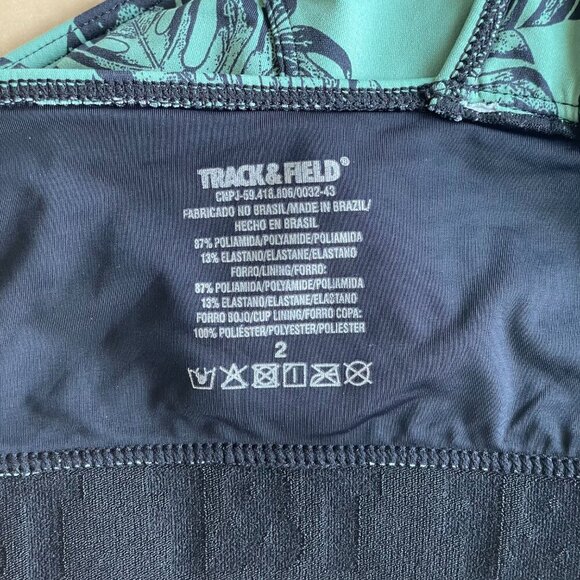 TRACK&FIELD®
CNPJ-59.418.806/0032-43
FABRICADO NO BRASIL/MADE IN BRAZIL/
HECHO EN BRASIL
87% POLIAMIDA/POLYAMIDE/POLIAMIDA
13% ELASTANO/ELASTANE/ELASTANO
FORRO/LINING/FORRO:
87% POLIAMIDA/POLYAMIDE/POLIAMIDA
13% ELASTANO/ELASTANE/ELASTANO
FORRO BOJO/CUP LINING/FORRO COPA:
100% POLIÉSTER/POLYESTER/POLIÉSTER
2